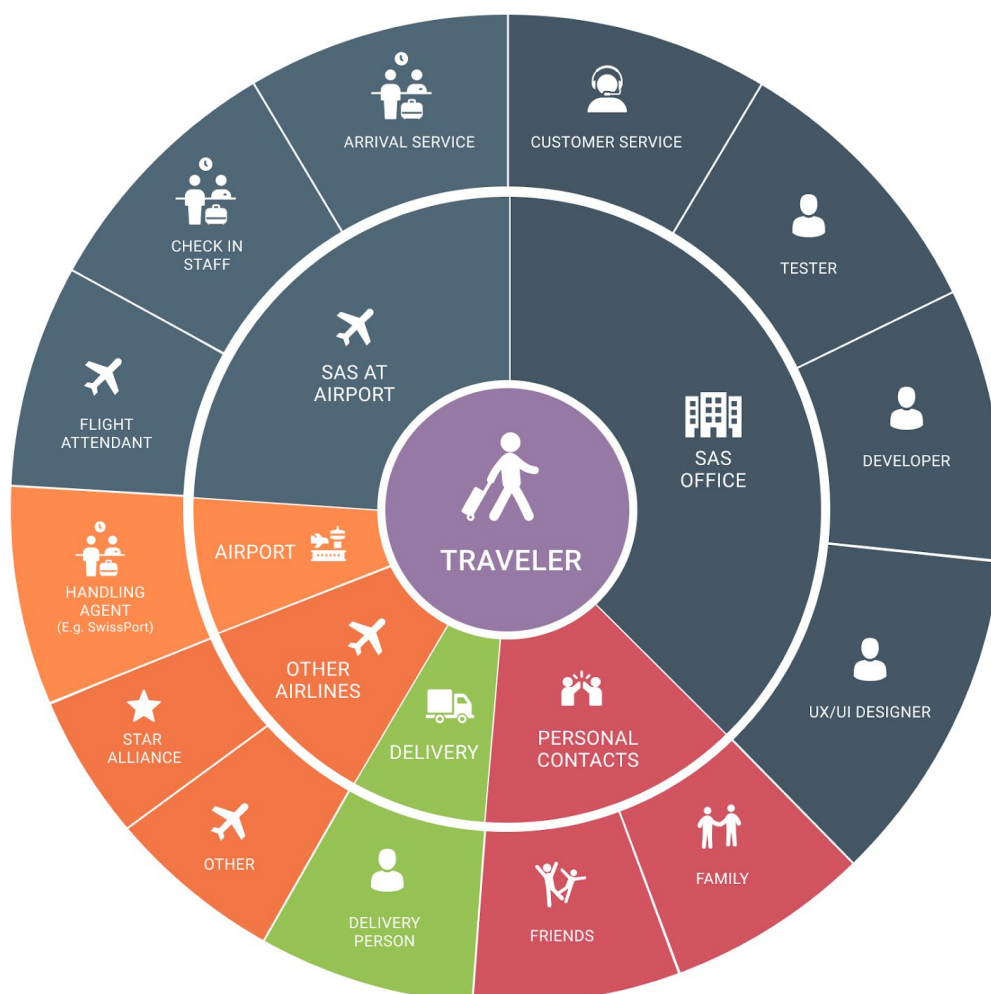 ARRIVAL SERVICE
CUSTOMER SERVICE
CHECK IN
STAFF
TESTER
SAS AT
AIRPORT
FLIGHT
ATTENDANT
SAS
OFFICE
DEVELOPER
TRAVELER
AIRPORT
HANDLING
AGENT
(E.g. SwissPort)
OTHER
AIRLINES
STAR
ALLIANCE
DELIVERY
PERSONAL
CONTACTS
UX/UI DESIGNER
OTHER
DELIVERY
PERSON
FRIENDS
FAMILY